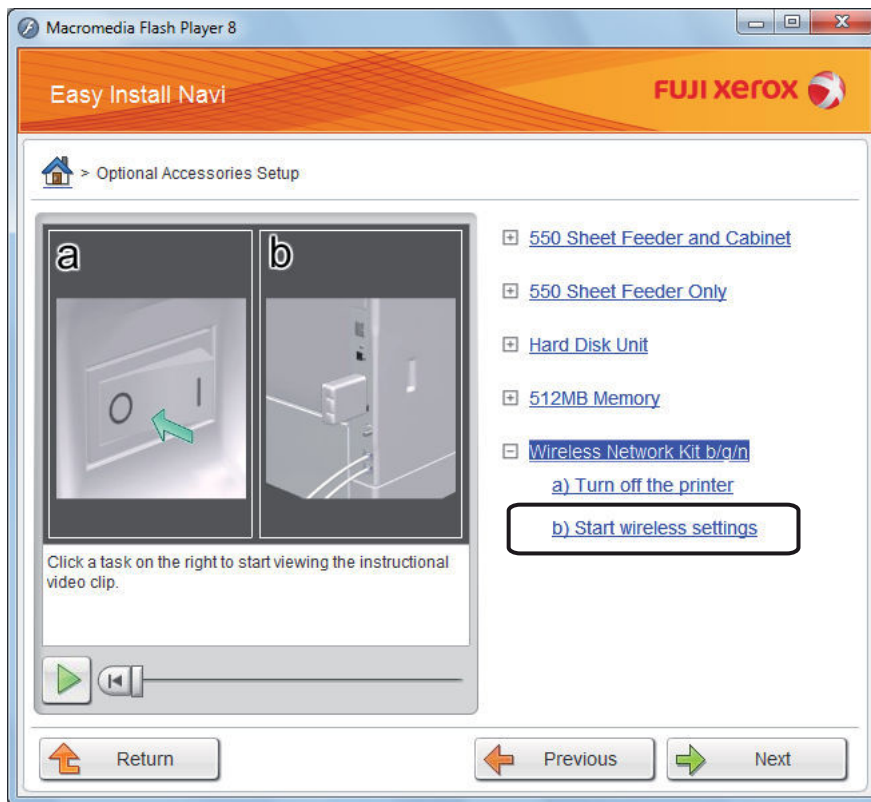 Macromedia Flash Player 8
Easy Install Navi
FUJI xerox
> Optional Accessories Setup
a
b
O
I
Click a task on the right to start viewing the instructional
video clip.
550 Sheet Feeder and Cabinet
550 Sheet Feeder Only
Hard Disk Unit
512MB Memory
Wireless Network Kit b/g/n
a) Turn off the printer
b) Start wireless settings
Return
Previous
Next